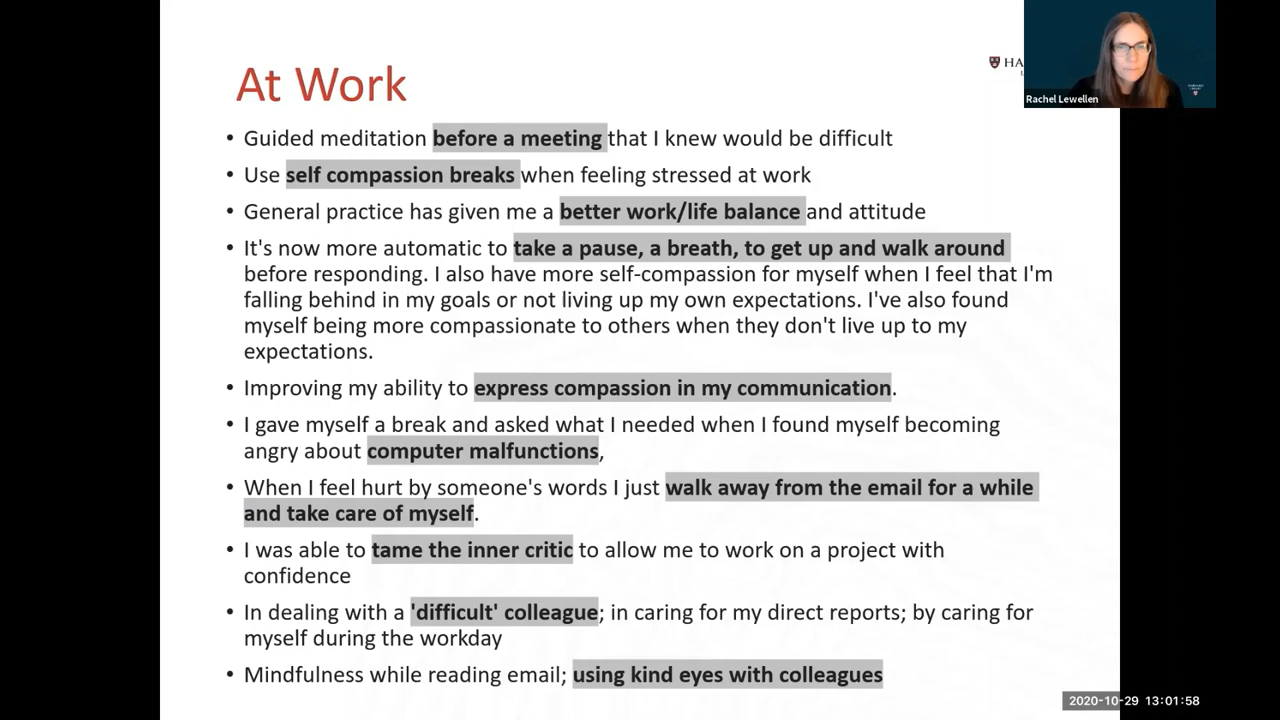 At Work
HA
Rachel Lewellen
• Guided meditation before a meeting that I knew would be difficult
• Use self compassion breaks when feeling stressed at work
• General practice has given me a better work/life balance and attitude
• It's now more automatic to take a pause, a breath, to get up and walk around
before responding. I also have more self-compassion for myself when I feel that I'm
falling behind in my goals or not living up my own expectations. I've also found
myself being more compassionate to others when they don't live up to my
expectations.
• Improving my ability to express compassion in my communication.
• I gave myself a break and asked what I needed when I found myself becoming
angry about computer malfunctions,
• When I feel hurt by someone's words I just walk away from the email for a while
and take care of myself.
• I was able to tame the inner critic to allow me to work on a project with
confidence
• In dealing with a 'difficult' colleague; in caring for my direct reports; by caring for
myself during the workday
• Mindfulness while reading email; using kind eyes with colleagues
2020-10-29 13:01:58